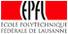 EPFL
ÉCOLE POLYTECHNIQUE
FÉDÉRALE DE LAUSANNE